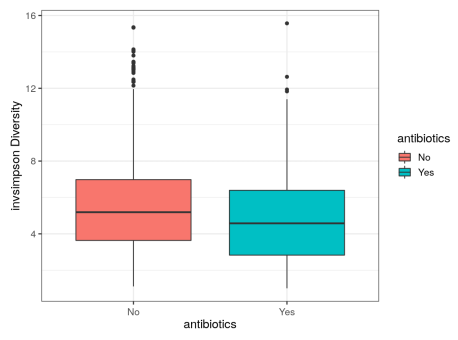 invsimpson Diversity
16
12
8
4
No
Yes
antibiotics
antibiotics
No
Yes